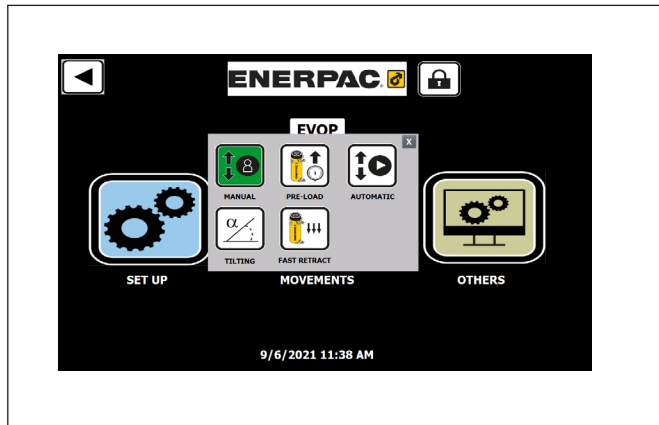 ENERPAC
EVOP
X
MANUAL PRE-LOAD AUTOMATIC
α
TILTING FAST RETRACT
SET UP MOVEMENTS OTHERS
9/6/2021 11:38 AM